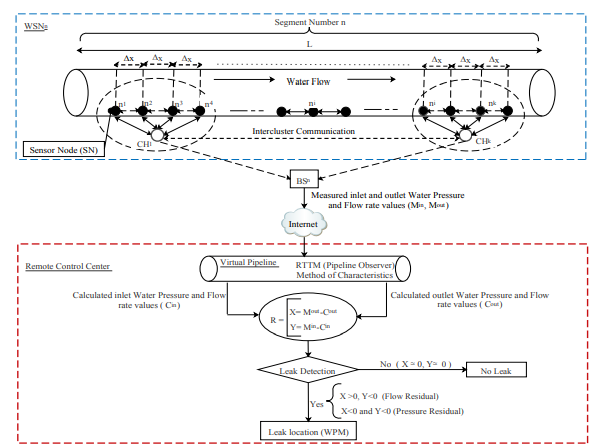 Segment Number n
WSNn
L
Δx Δx Δx Δx Δx Δx
Water Flow
n1 n2 n3 n4 ni ni nk
Intercluster Communication
Sensor Node (SN)
CH1 CHk
BSn
Measured inlet and outlet Water Pressure
and Flow rate values (Min, Mout)
Internet
Remote Control Center
Virtual Pipeline
RTTM (Pipeline Observer)
Method of Characteristics
Calculated inlet Water Pressure and Flow
rate values ( Cin)
Calculated outlet Water Pressure and Flow
rate values ( Cout)
R =
X= Mout-Cout
Y= Min-Cin
Leak Detection
No ( X ≈ 0, Y≈ 0 )
No Leak
Yes
X >0, Y<0 (Flow Residual)
X<0 and Y<0 (Pressure Residual)
Leak location (WPM)